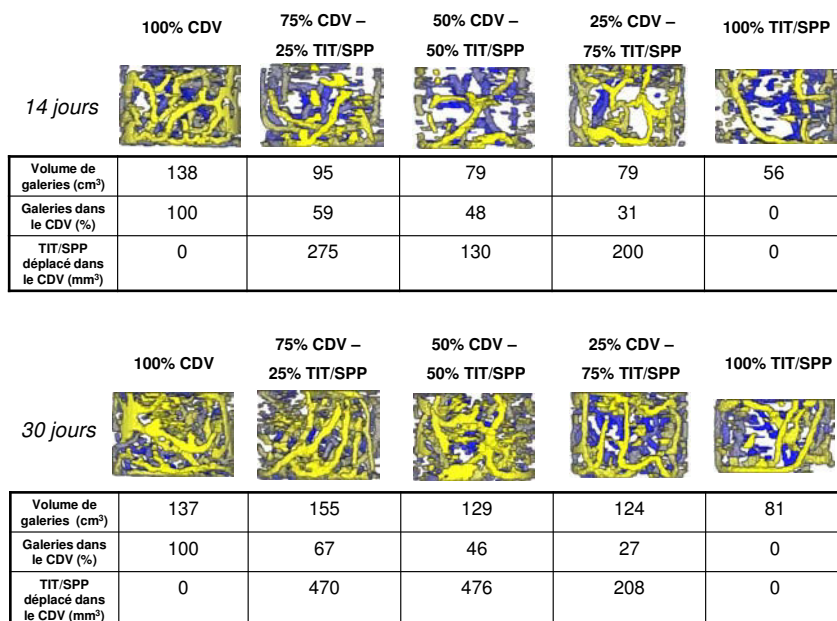 100% CDV
75% CDV –
25% TIT/SPP
50% CDV –
50% TIT/SPP
25% CDV –
75% TIT/SPP
100% TIT/SPP
14 jours
Volume de
galeries (cm³)
138 95 79 79 56
Galeries dans
le CDV (%)
100 59 48 31 0
TIT/SPP
déplacé dans
le CDV (mm³)
0 275 130 200 0
100% CDV
75% CDV –
25% TIT/SPP
50% CDV –
50% TIT/SPP
25% CDV –
75% TIT/SPP
100% TIT/SPP
30 jours
Volume de
galeries (cm³)
137 155 129 124 81
Galeries dans
le CDV (%)
100 67 46 27 0
TIT/SPP
déplacé dans
le CDV (mm³)
0 470 476 208 0